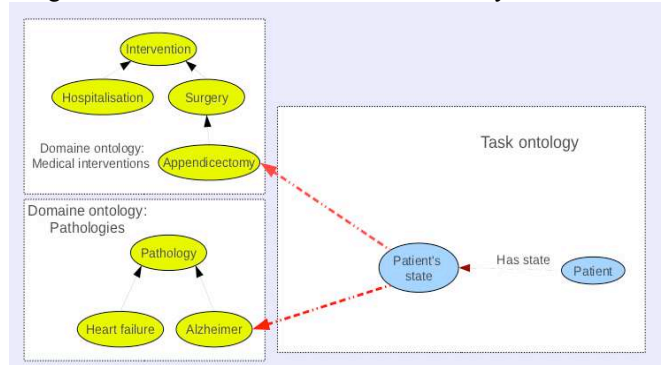 Intervention
Hospitalisation
Surgery
Domaine ontology:
Medical interventions
Appendicectomy
Domaine ontology:
Pathologies
Pathology
Heart failure
Alzheimer
Task ontology
Patient's
state
Has state
Patient